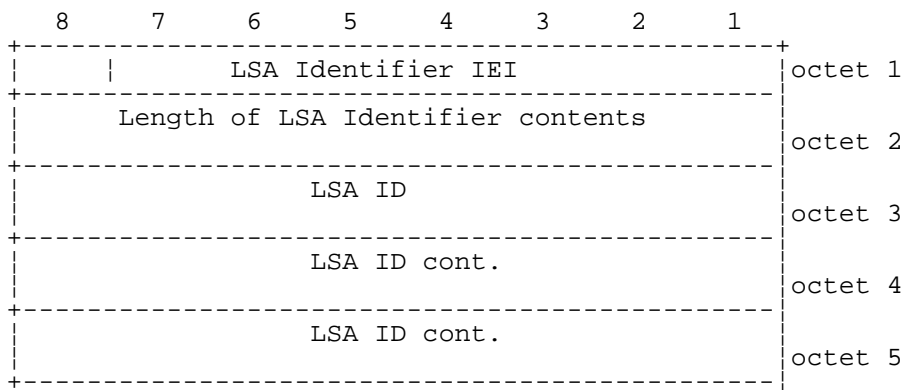 8 7 6 5 4 3 2 1
LSA Identifier IEI octet 1
Length of LSA Identifier contents
octet 2
LSA ID
octet 3
LSA ID cont.
octet 4
LSA ID cont.
octet 5